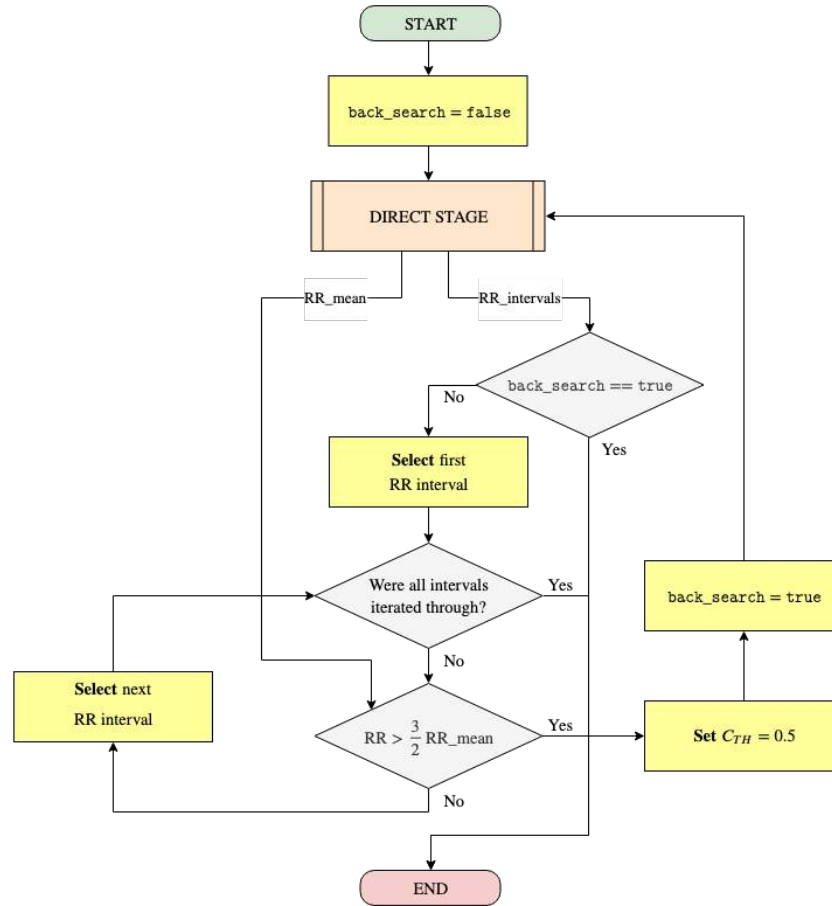 START
back_search = false
DIRECT STAGE
RR_mean
RR_intervals
back_search == true
No
Yes
Select first
RR interval
Were all intervals
iterated through?
Yes
No
back_search = true
Select next
RR interval
RR > 3/2 RR_mean
Yes
No
Set C_TH = 0.5
END